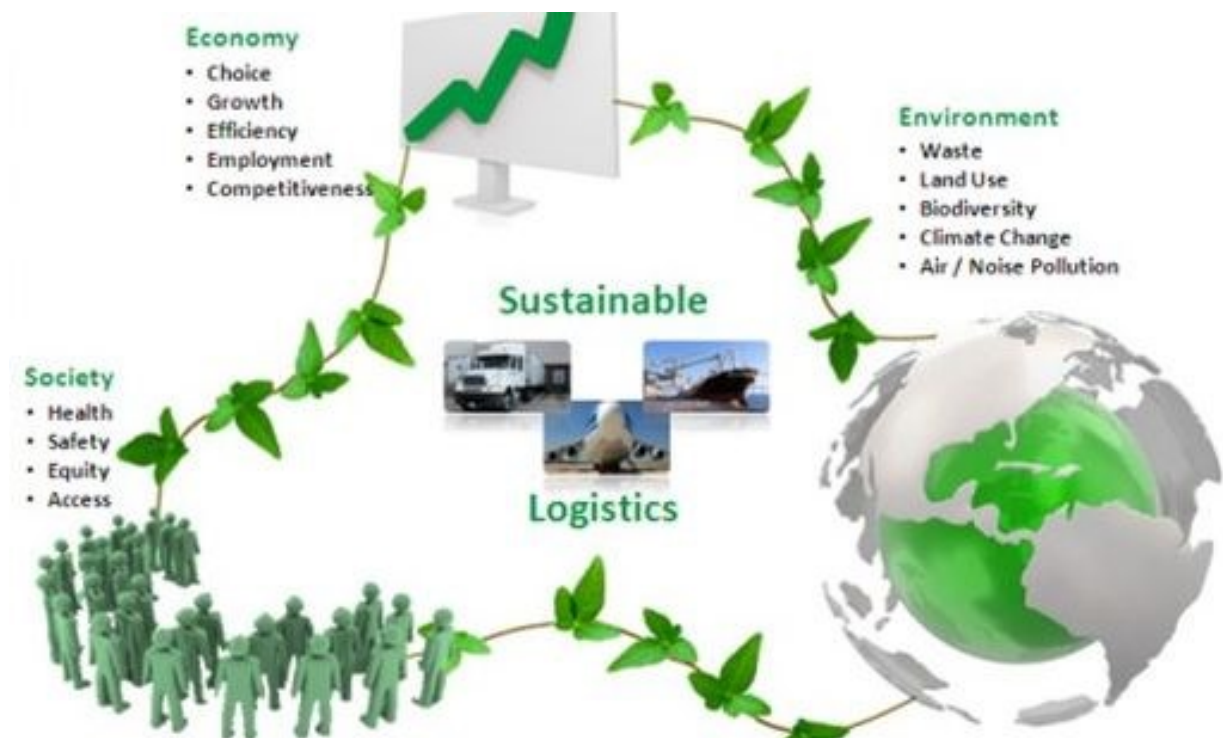 Economy
• Choice
• Growth
• Efficiency
• Employment
• Competitiveness
Environment
• Waste
• Land Use
• Biodiversity
• Climate Change
• Air / Noise Pollution
Sustainable
Logistics
Society
• Health
• Safety
• Equity
• Access